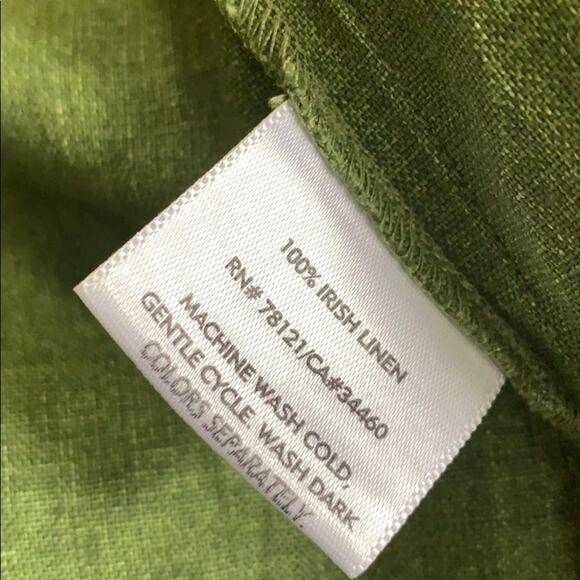 100% IRISH LINEN
RN# 78121/CA#34460
MACHINE WASH COLD,
GENTLE CYCLE. WASH DARK
COLORS SEPARATELY.